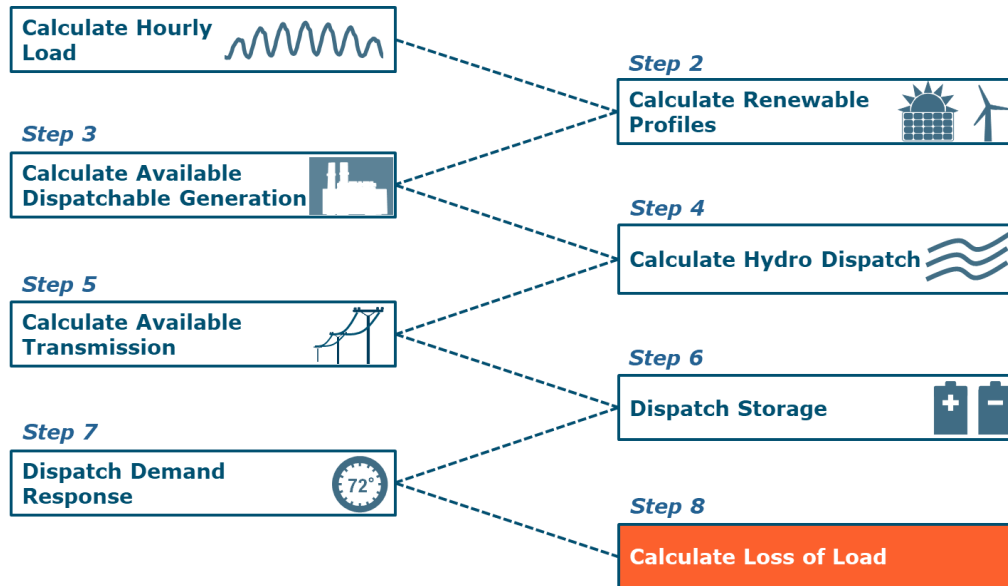 Calculate Hourly
Load
Step 2
Calculate Renewable
Profiles
Step 3
Calculate Available
Dispatchable Generation
Step 4
Calculate Hydro Dispatch
Step 5
Calculate Available
Transmission
Step 6
Dispatch Storage
+ −
Step 7
Dispatch Demand
Response
72°
Step 8
Calculate Loss of Load